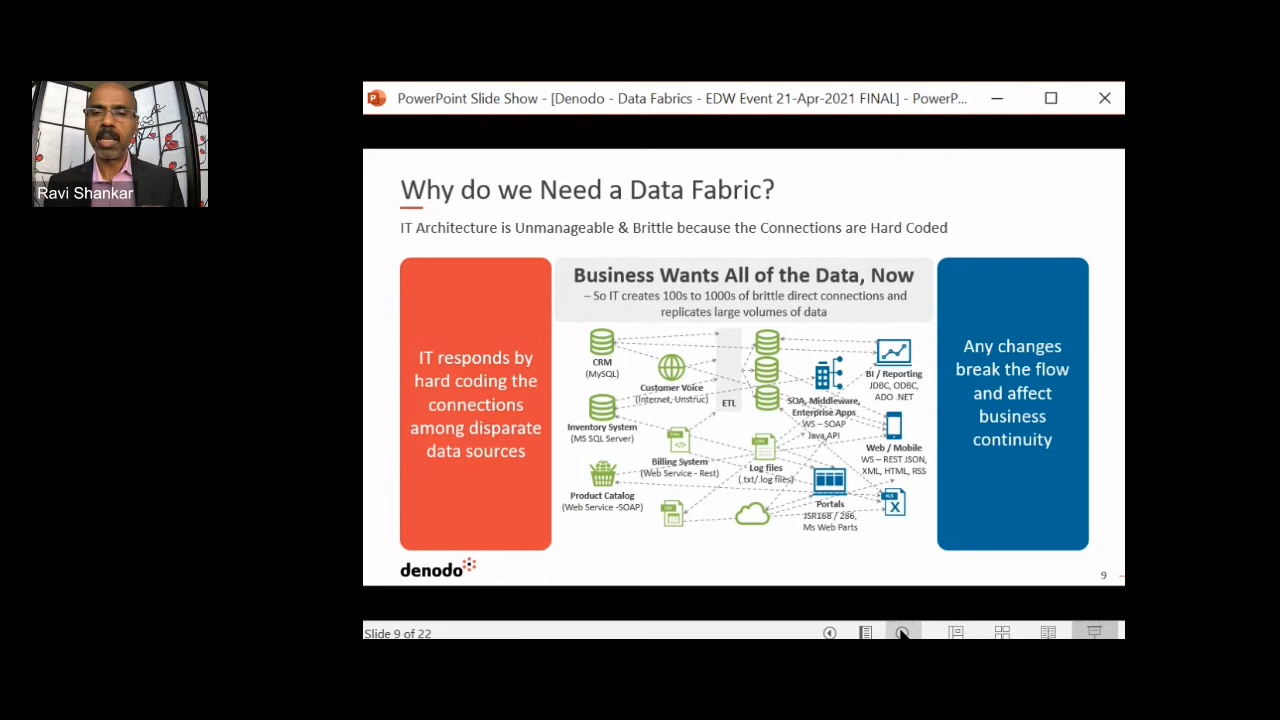 PowerPoint Slide Show - [Denodo - Data Fabrics - EDW Event 21-Apr-2021 FINAL] - PowerP...
Ravi Shankar
Why do we Need a Data Fabric?
IT Architecture is Unmanageable & Brittle because the Connections are Hard Coded
IT responds by
hard coding the
connections
among disparate
data sources
Business Wants All of the Data, Now
– So IT creates 100s to 1000s of brittle direct connections and
replicates large volumes of data
CRM
(MySQL)
Customer Voice
(Internet, Unstruc)
ETL
Inventory System
(MS SQL Server)
Billing System
(Web Service - Rest)
Product Catalog
(Web Service -SOAP)
Log files
(.txt/.log files)
SOA, Middleware,
Enterprise Apps
WS – SOAP
Java API
Portals
JSR168 / 286,
Ms Web Parts
BI / Reporting
JDBC, ODBC,
ADO .NET
Web / Mobile
WS – REST JSON,
XML, HTML, RSS
XLS
X
Any changes
break the flow
and affect
business
continuity
denodo
9
Slide 9 of 22